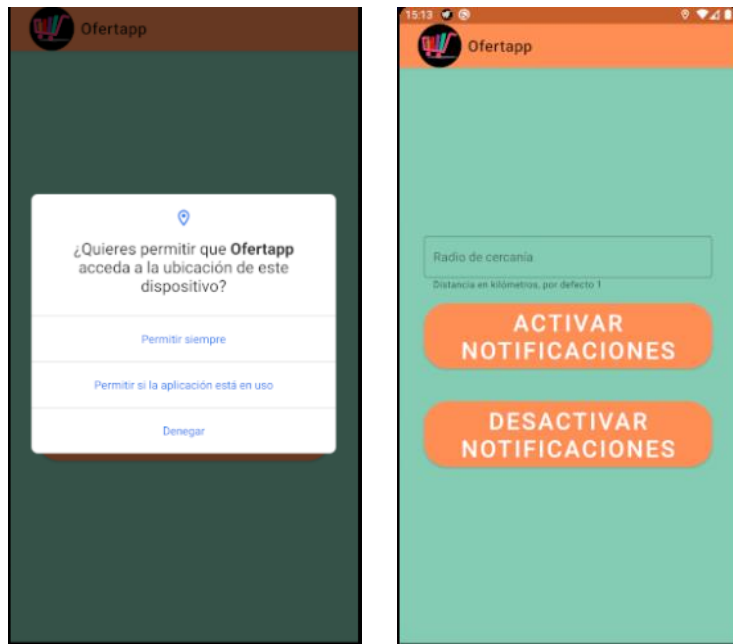 Ofertapp
¿Quieres permitir que Ofertapp
acceda a la ubicación de este
dispositivo?
Permitir siempre
Permitir si la aplicación está en uso
Denegar
15:13
Ofertapp
Radio de cercanía
Distancia en kilómetros, por defecto 1
ACTIVAR
NOTIFICACIONES
DESACTIVAR
NOTIFICACIONES